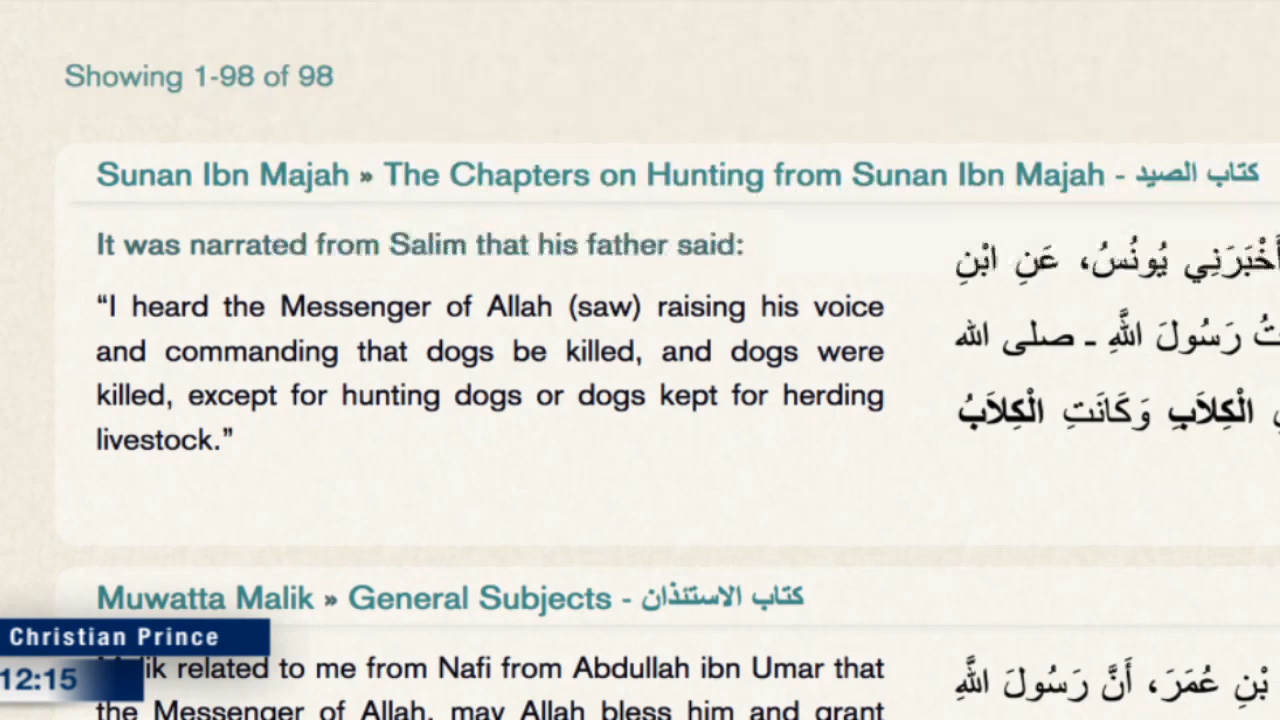 Showing 1-98 of 98
Sunan Ibn Majah » The Chapters on Hunting from Sunan Ibn Majah - كتاب الصيد
It was narrated from Salim that his father said:
“I heard the Messenger of Allah (saw) raising his voice
and commanding that dogs be killed, and dogs were
killed, except for hunting dogs or dogs kept for herding
livestock.”
أَخْبَرَنِي يُونُسُ، عَنِ ابْنِ
رَسُولَ اللَّهِ ـ صلى الله
الْكِلاَبِ وَكَانَتِ الْكِلاَبُ
Muwatta Malik » General Subjects - كتاب الاستئذان
Christian Prince
12:15
related to me from Nafi from Abdullah ibn Umar that
the Messenger of Allah, may Allah bless him and grant
بْنِ عُمَرَ، أَنَّ رَسُولَ اللَّهِ